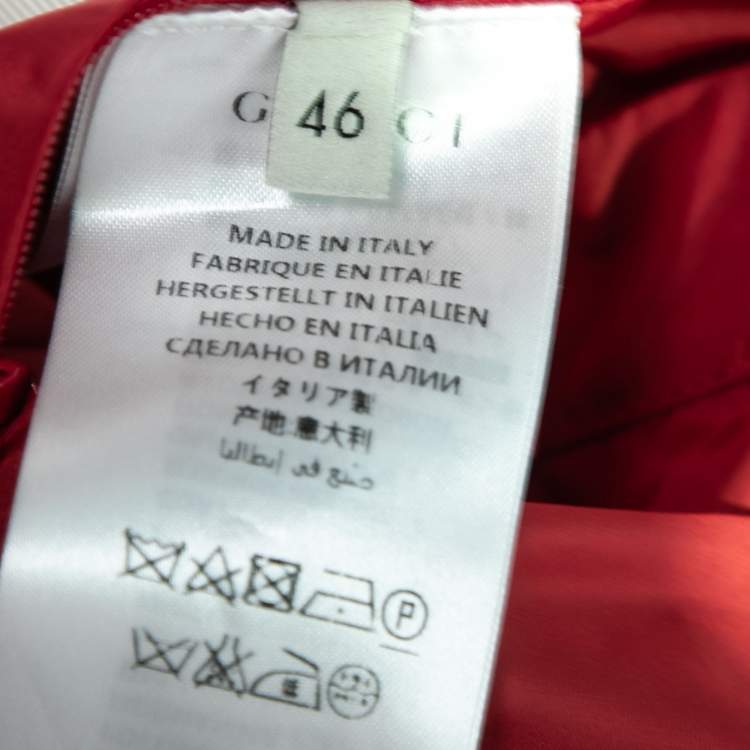 G CI
46
MADE IN ITALY
FABRIQUE EN ITALIE
HERGESTELLT IN ITALIEN
HECHO EN ITALIA
СДЕЛАНО В ИТАЛИИ
イタリア製
产地:意大利
صنع في إيطاليا
P